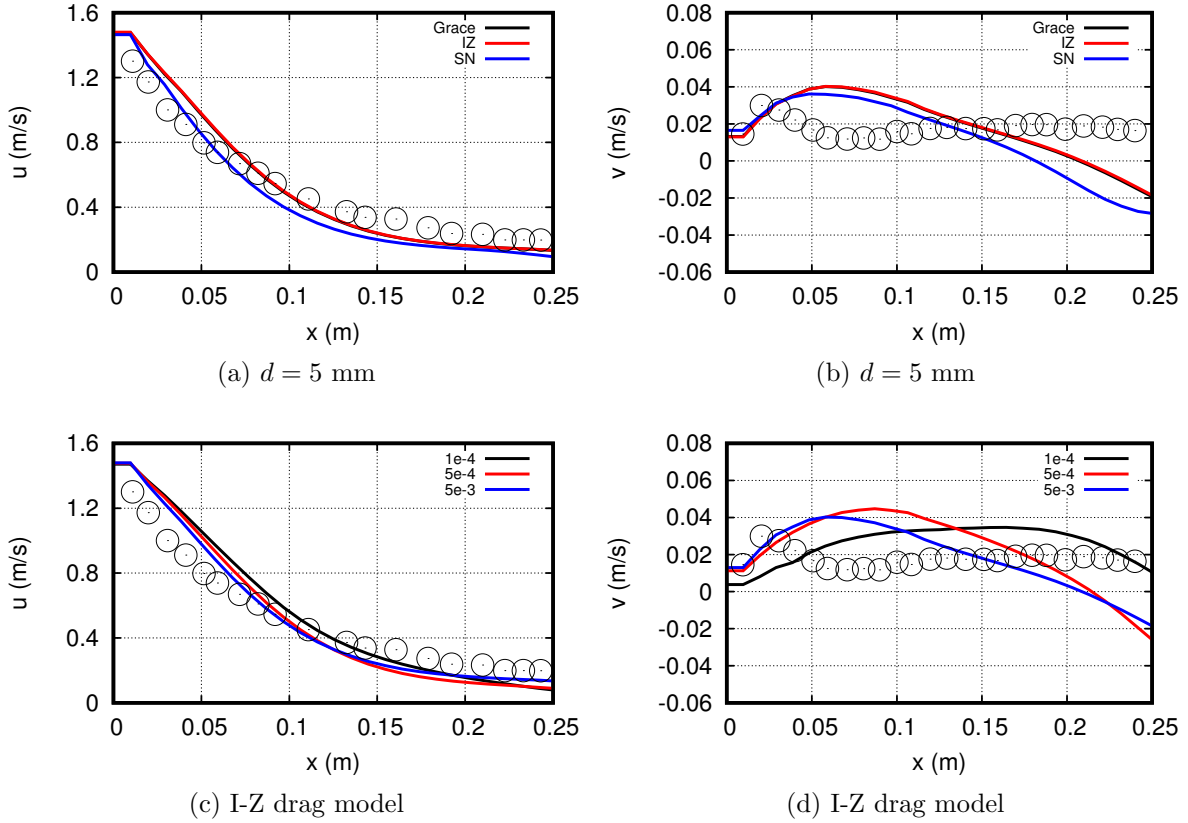 1.6
1.2
0.8
0.4
0
u (m/s)
Grace
IZ
SN
0 0.05 0.1 0.15 0.2 0.25
x (m)
(a) d = 5 mm
0.08
0.06
0.04
0.02
0
-0.02
-0.04
-0.06
v (m/s)
Grace
IZ
SN
0 0.05 0.1 0.15 0.2 0.25
x (m)
(b) d = 5 mm
1.6
1.2
0.8
0.4
0
u (m/s)
1e-4
5e-4
5e-3
0 0.05 0.1 0.15 0.2 0.25
x (m)
(c) I-Z drag model
0.08
0.06
0.04
0.02
0
-0.02
-0.04
-0.06
v (m/s)
1e-4
5e-4
5e-3
0 0.05 0.1 0.15 0.2 0.25
x (m)
(d) I-Z drag model